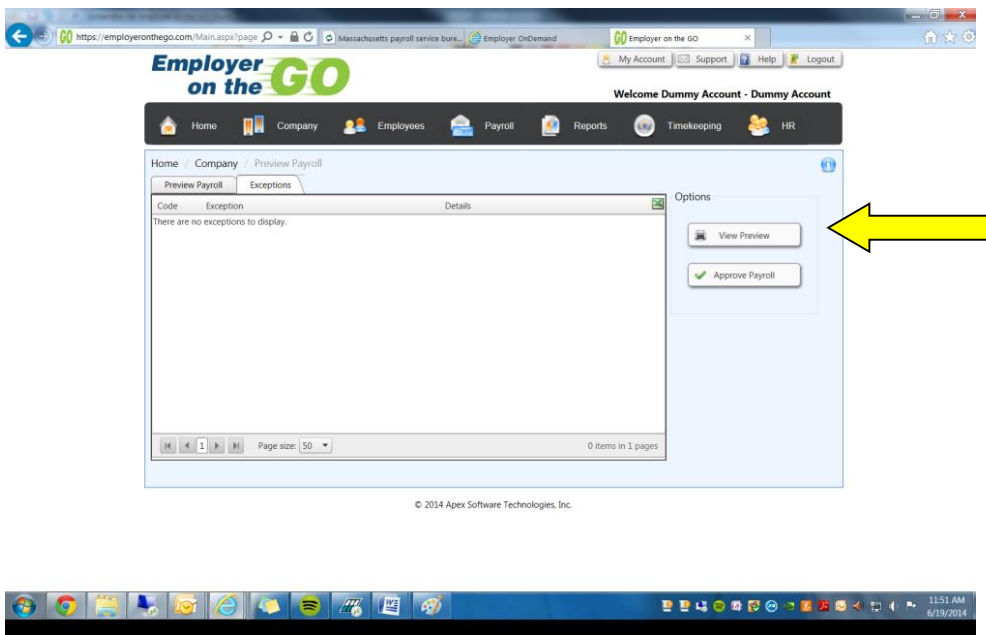 https://employeronthego.com/Main.aspx?page
Massachusetts payroll service bure...
Employer OnDemand
GO Employer on the GO
Employer on the GO
My Account
Support
Help
Logout
Welcome Dummy Account - Dummy Account
Home
Company
Employees
Payroll
Reports
Timekeeping
HR
Home / Company / Preview Payroll
Preview Payroll
Exceptions
Code Exception Details
There are no exceptions to display.
Options
View Preview
Approve Payroll
1
Page size: 50
0 items in 1 pages
© 2014 Apex Software Technologies, Inc.
11:51 AM
6/19/2014